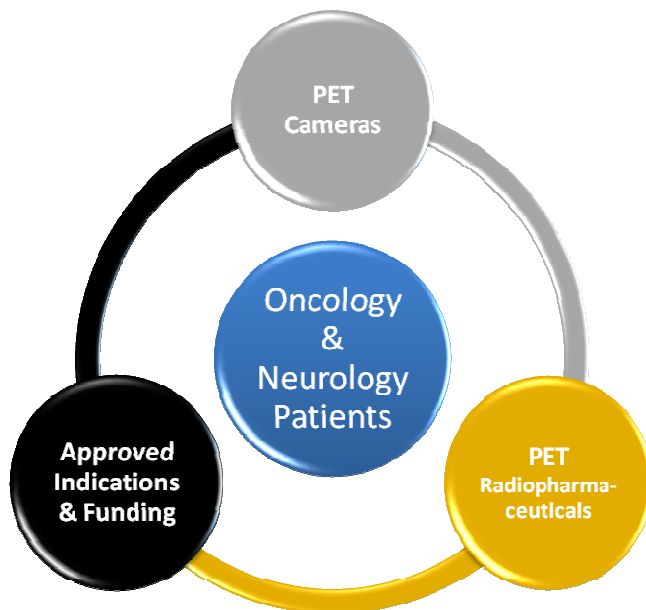 PET
Cameras
Oncology
&
Neurology
Patients
Approved
Indications
& Funding
PET
Radiopharma-
ceuticals